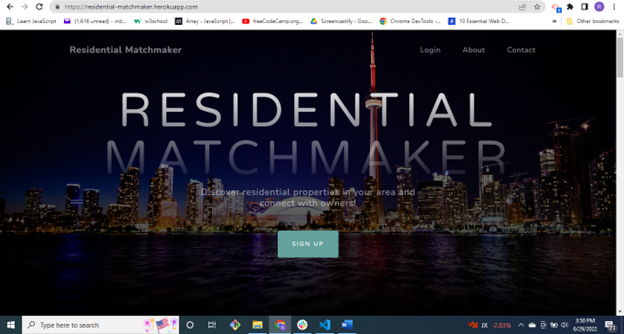 https://residential-matchmaker.herokuapp.com
Learn JavaScript
(1,616 unread) - ind...
w3school
Array - JavaScript |...
freeCodeCamp.org...
Screencastify - Goo...
Chrome DevTools -...
10 Essential Web D...
»
Other bookmarks
Residential Matchmaker
Login
About
Contact
RESIDENTIAL
MATCHMAKER
Discover residential properties in your area and
connect with owners!
SIGN UP
Type here to search
JX -2.83%
3:50 PM
6/29/2022